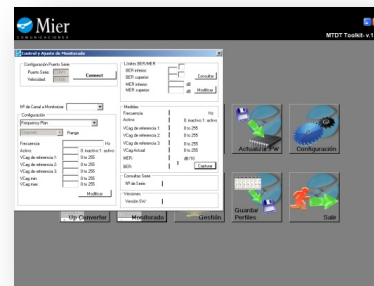 Mier
COMUNICACIONES
MTDT Toolkit- v.1
Control y Ajuste de Monitorado
Configuración Puerto Serie
Puerto Serie:
Velocidad:
Connect
Límites BER/MER
BER inferior
BER superior
MER inferior
dB
MER superior
dB
Consultar
Modificar
Nº de Canal a Monitorizar
Configuración
Frequency Plan
Range
Frecuencia
Hz
Activo:
0: inactivo 1: activo
VCag de referencia 1
0 to 255
VCag de referencia 2
0 to 255
VCag de referencia 3
0 to 255
VCag min
0 to 255
VCag max
0 to 255
Modificar
Medidas
Frecuencia
Hz
Activo
0: inactivo 1: activo
VCag de referencia 1
0 to 255
VCag de referencia 2
0 to 255
VCag de referencia 3
0 to 255
VCag Actual
0 to 255
MER:
dB/10
BER:
Capturar
Consultas Serie
Nº de Serie
Versiones
Versión SW
Actualizar FW
Configuración
Up Converter
Monitorado
Gestión
Guardar
Perfiles
Salir